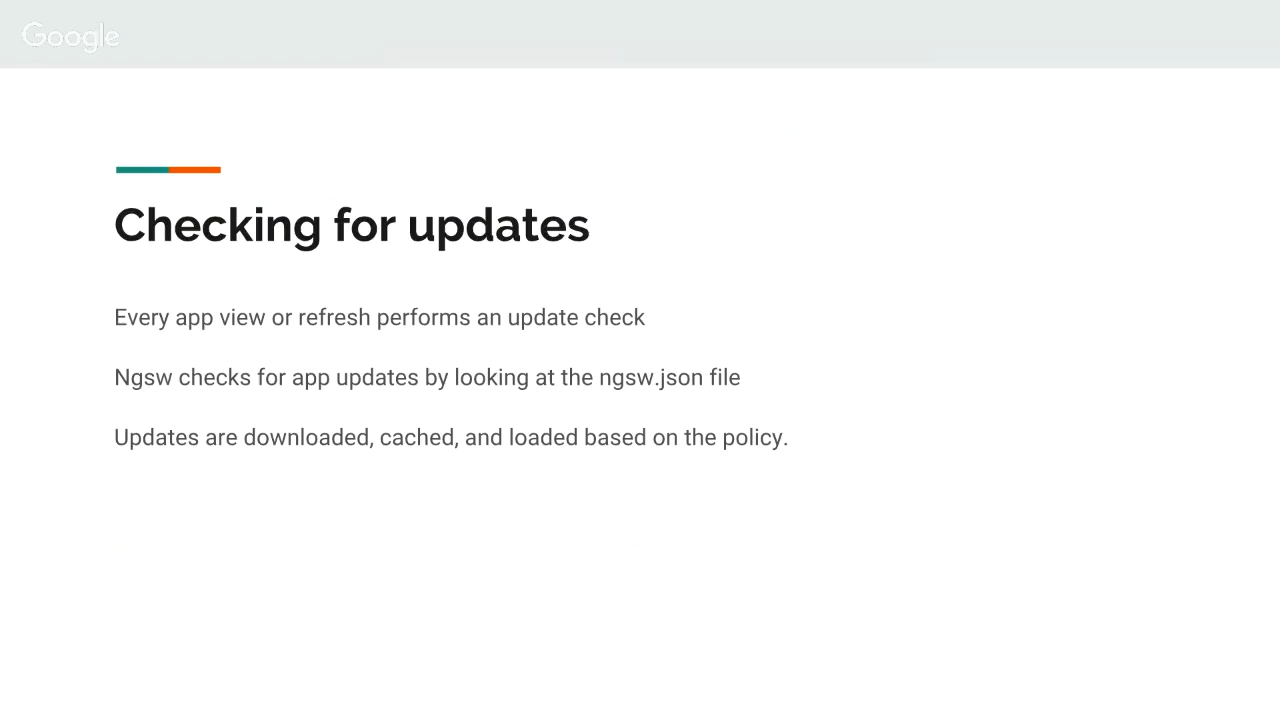 Google
Checking for updates
Every app view or refresh performs an update check
Ngsw checks for app updates by looking at the ngsw.json file
Updates are downloaded, cached, and loaded based on the policy.